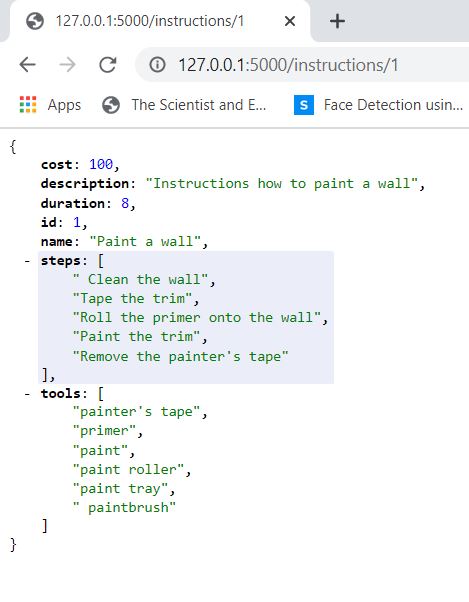 127.0.0.1:5000/instructions/1
127.0.0.1:5000/instructions/1
Apps The Scientist and E... S Face Detection usin...
{
cost: 100,
description: "Instructions how to paint a wall",
duration: 8,
id: 1,
name: "Paint a wall",
- steps: [
" Clean the wall",
"Tape the trim",
"Roll the primer onto the wall",
"Paint the trim",
"Remove the painter's tape"
],
- tools: [
"painter's tape",
"primer",
"paint",
"paint roller",
"paint tray",
" paintbrush"
]
}